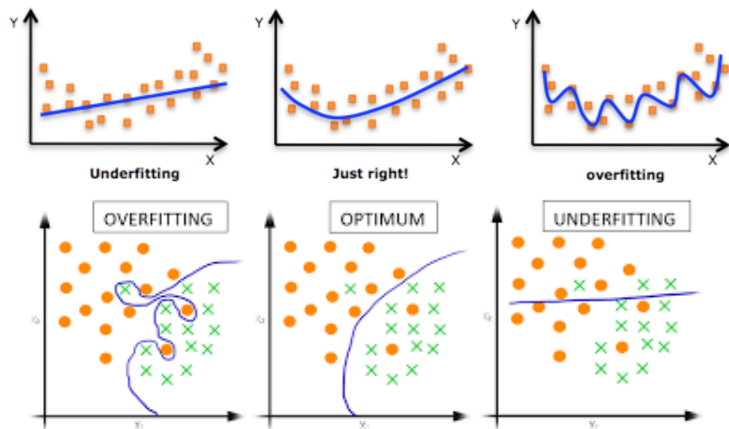 Y
Y
Y
X
X
X
Underfitting
Just right!
overfitting
OVERFITTING
OPTIMUM
UNDERFITTING